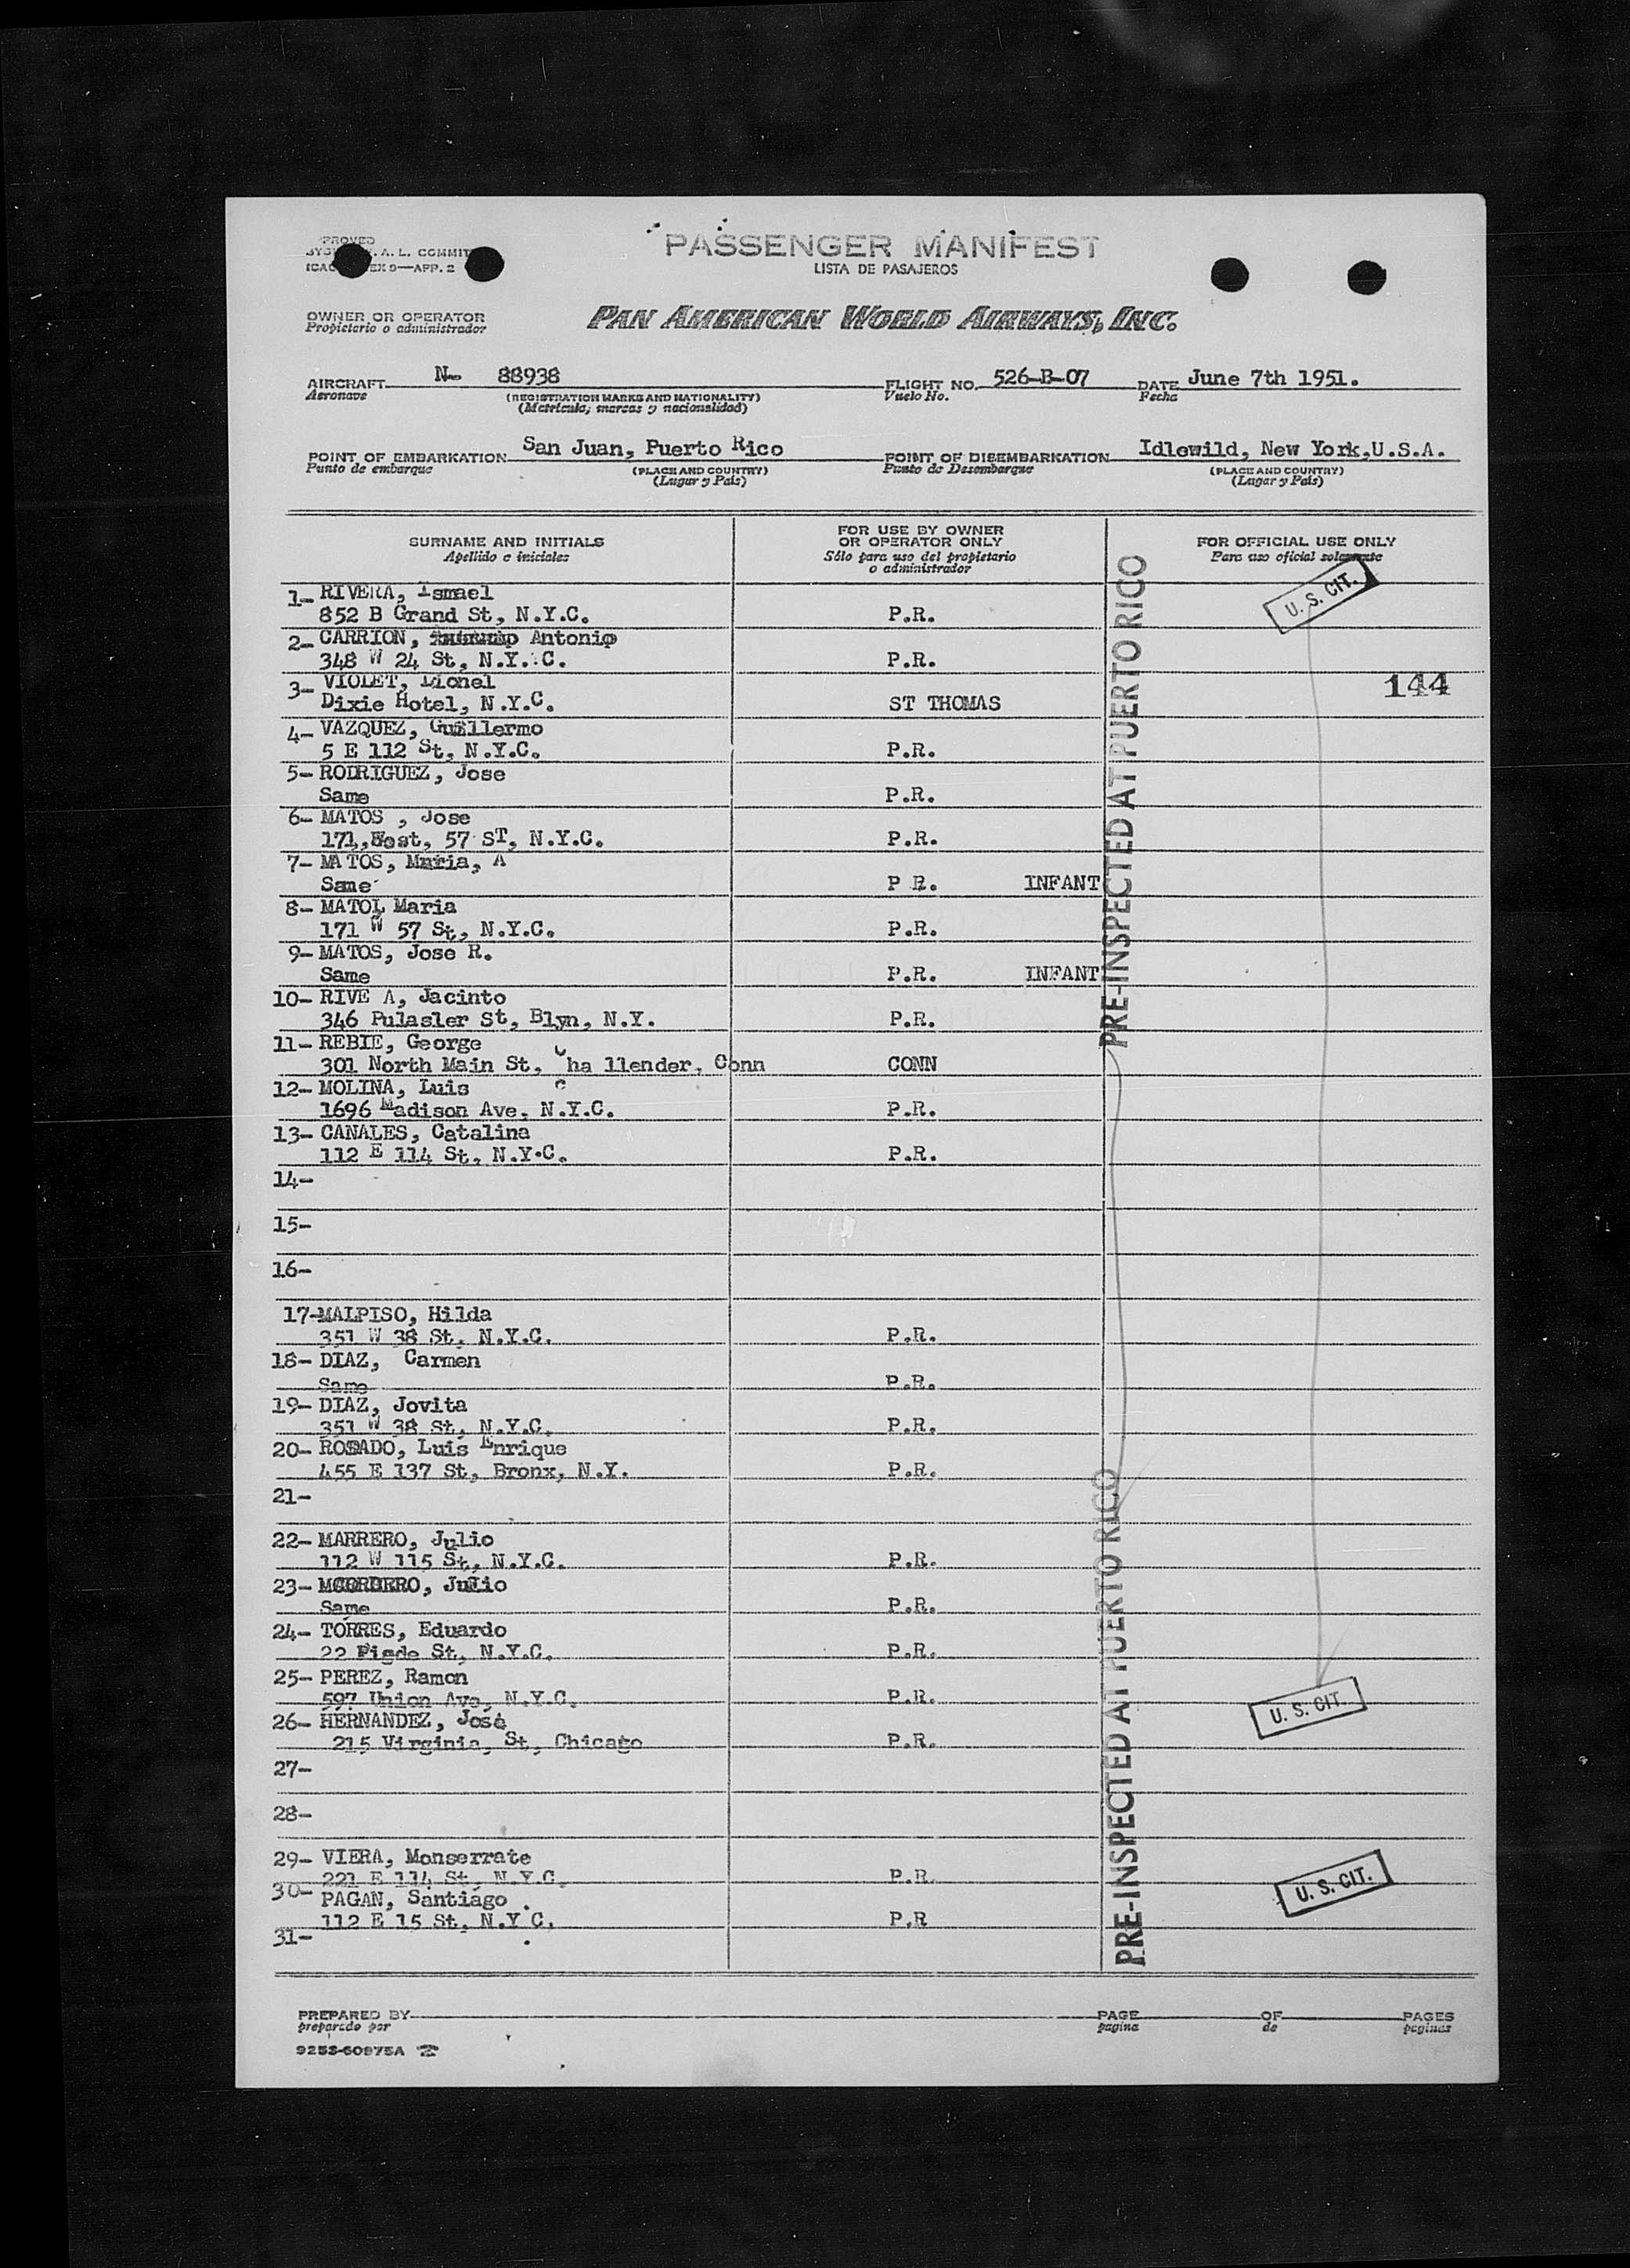 PASSENGER MANIFEST
LISTA DE PASAJEROS
A. L. COMMIT
APP. 2
OWNER OR OPERATOR
Propietario o administrador
PAN AMERICAN WORLD AIRWAYS, INC.
AIRCRAFT N- 88938 FLIGHT NO. 526-B-07 DATE June 7th 1951.
Aeronave (REGISTRATION MARKS AND NATIONALITY) Vuelo No. Fecha
(Matricula, marcas y nacionalidad)
POINT OF EMBARKATION San Juan, Puerto Rico POINT OF DISEMBARKATION Idlewild, New York,U.S.A.
Punto de embarque (PLACE AND COUNTRY) Punto de Desembarque (PLACE AND COUNTRY)
(Lugar y País) (Lugar y País)
SURNAME AND INITIALS
Apellido e iniciales
FOR USE BY OWNER
OR OPERATOR ONLY
Sólo para uso del propietario
o administrador
FOR OFFICIAL USE ONLY
Para uso oficial solamente
1- RIVERA, Ismael
852 B Grand St, N.Y.C. P.R.
U. S. CIT.
2- CARRION, Antonio
348 W 24 St, N.Y.C. P.R.
3- VIOLET, Lionel
Dixie Hotel, N.Y.C. ST THOMAS
144
4- VAZQUEZ, Guillermo
5 E 112 St, N.Y.C. P.R.
5- RODRIGUEZ, Jose
Same P.R.
6- MATOS , Jose
171,West, 57 ST, N.Y.C. P.R.
7- MATOS, Maria, A
Same P R. INFANT
8- MATOL Maria
171 W 57 St, N.Y.C. P.R.
9- MATOS, Jose R.
Same P.R. INFANT
10- RIVE A, Jacinto
346 Pulasler St, Blyn, N.Y. P.R.
PRE-INSPECTED AT PUERTO RICO
11- REBIE, George
301 North Main St, Cha llender, Conn CONN
12- MOLINA, Luis
1696 Madison Ave, N.Y.C. P.R.
13- CANALES, Catalina
112 E 114 St, N.Y.C. P.R.
14-
15-
16-
17-MALPISO, Hilda
351 W 38 St, N.Y.C. P.R.
18- DIAZ, Carmen
Same P.R.
19- DIAZ, Jovita
351 W 38 St, N.Y.C. P.R.
20- ROSADO, Luis Enrique
455 E 137 St, Bronx, N.Y. P.R.
21-
22- MARRERO, Julio
112 W 115 St, N.Y.C. P.R.
23- Julio
Same P.R.
24- TORRES, Eduardo
22 St, N.Y.C. P.R.
25- PEREZ, Ramon
597 Union Ave, N.Y.C. P.R.
26- HERNANDEZ, José
215 Virginia, St, Chicago P.R.
U. S. CIT.
27-
28-
29- VIERA, Monserrate
221 E 114 St, N.Y.C. P.R.
30- PAGAN, Santiago .
112 E 15 St, N.Y C. P.R
U. S. CIT.
31-
PRE-INSPECTED AT PUERTO RICO
PREPARED BY PAGE OF PAGES
preparado por pagina de paginas
9253-60875A